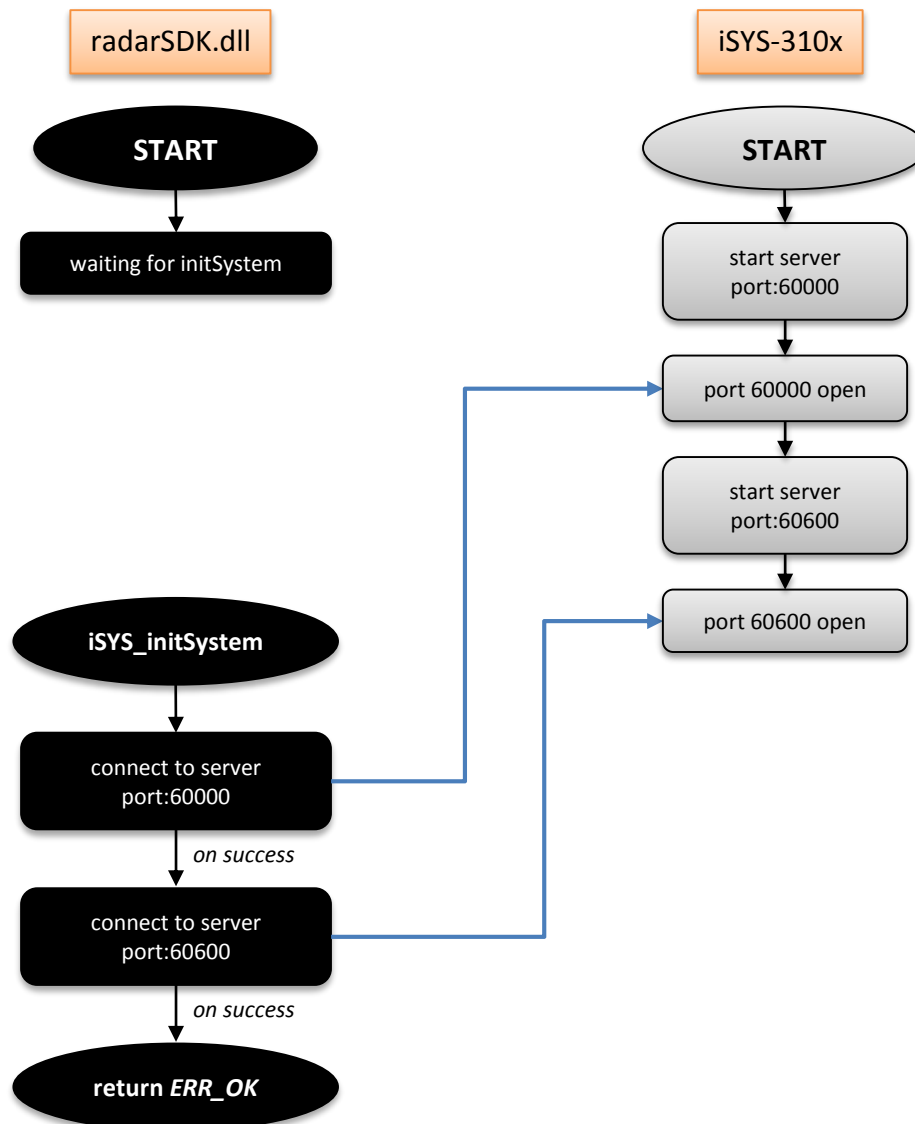 radarSDK.dll
iSYS-310x
START
START
waiting for initSystem
start server
port:60000
port 60000 open
start server
port:60600
port 60600 open
iSYS_initSystem
connect to server
port:60000
on success
connect to server
port:60600
on success
return ERR_OK